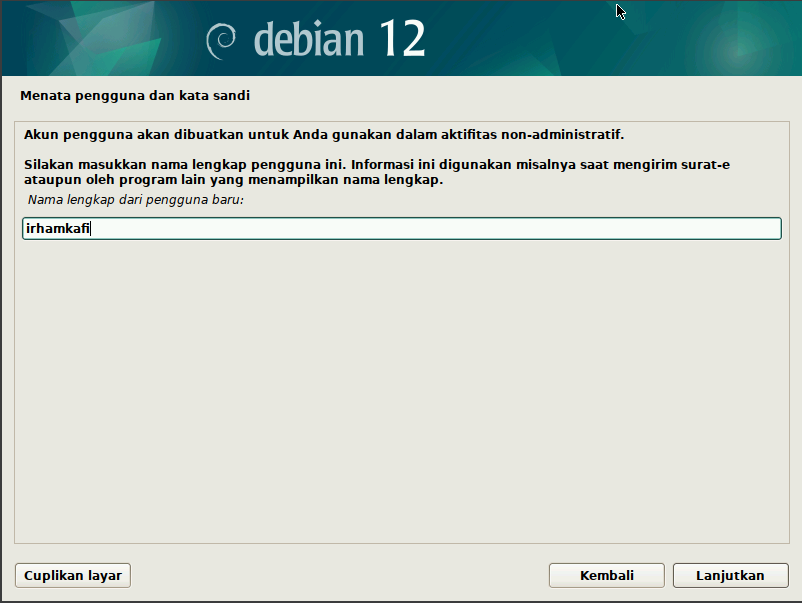 debian 12
Menata pengguna dan kata sandi
Akun pengguna akan dibuatkan untuk Anda gunakan dalam aktifitas non-administratif.
Silakan masukkan nama lengkap pengguna ini. Informasi ini digunakan misalnya saat mengirim surat-e
ataupun oleh program lain yang menampilkan nama lengkap.
Nama lengkap dari pengguna baru:
irhamkafi
Cuplikan layar
Kembali
Lanjutkan